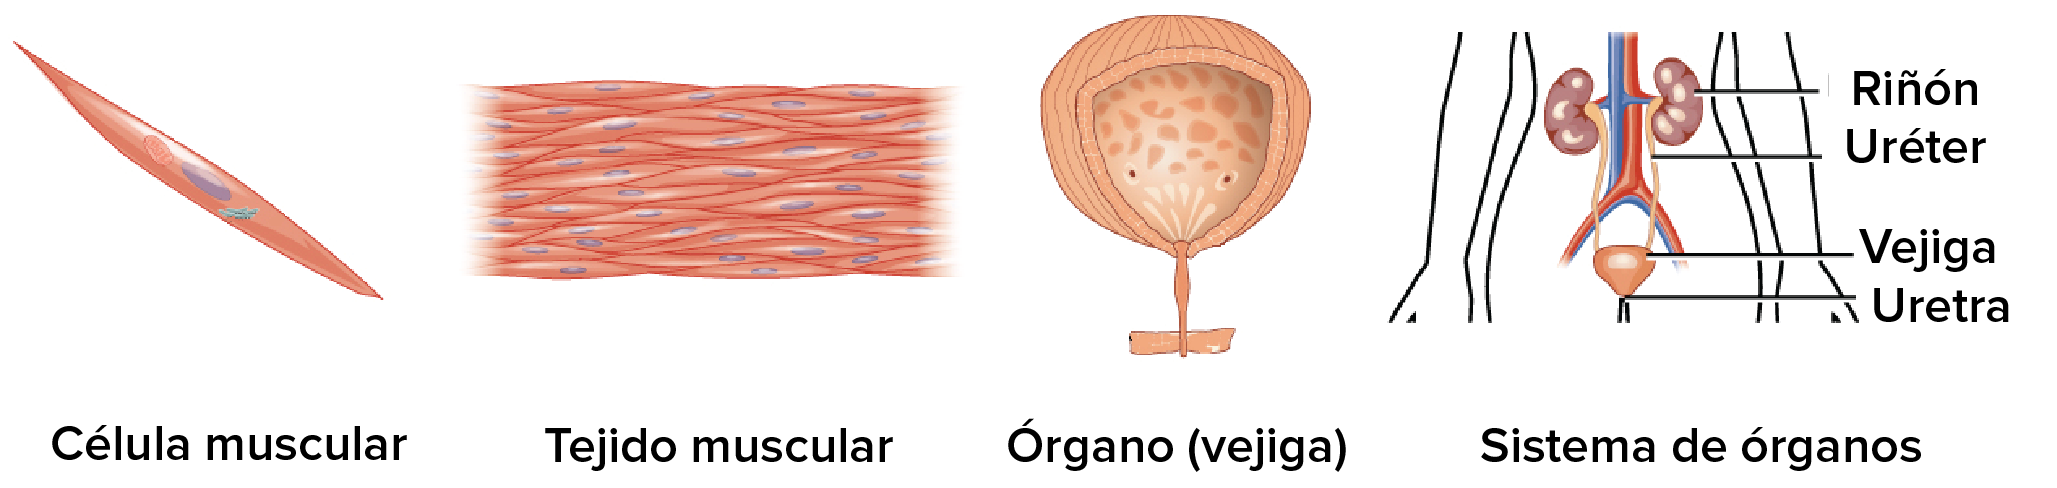 Riñón
Uréter
Vejiga
Uretra
Célula muscular
Tejido muscular
Órgano (vejiga)
Sistema de órganos